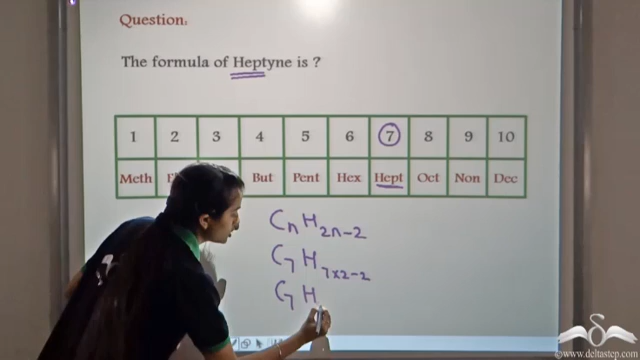 Question:
The formula of Heptyne is ?
1 2 3 4 5 6 7 8 9 10
Meth But Pent Hex Hept Oct Non Dec
CnH2n-2
C7H7x2-2
C7H
www.deltastep.com